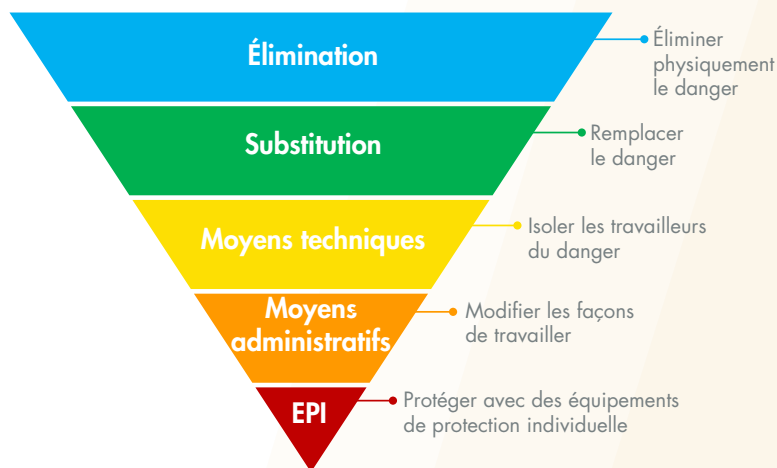 Élimination
Éliminer
physiquement
le danger
Substitution
Remplacer
le danger
Moyens techniques
Isoler les travailleurs
du danger
Moyens
administratifs
Modifier les façons
de travailler
EPI
Protéger avec des équipements
de protection individuelle